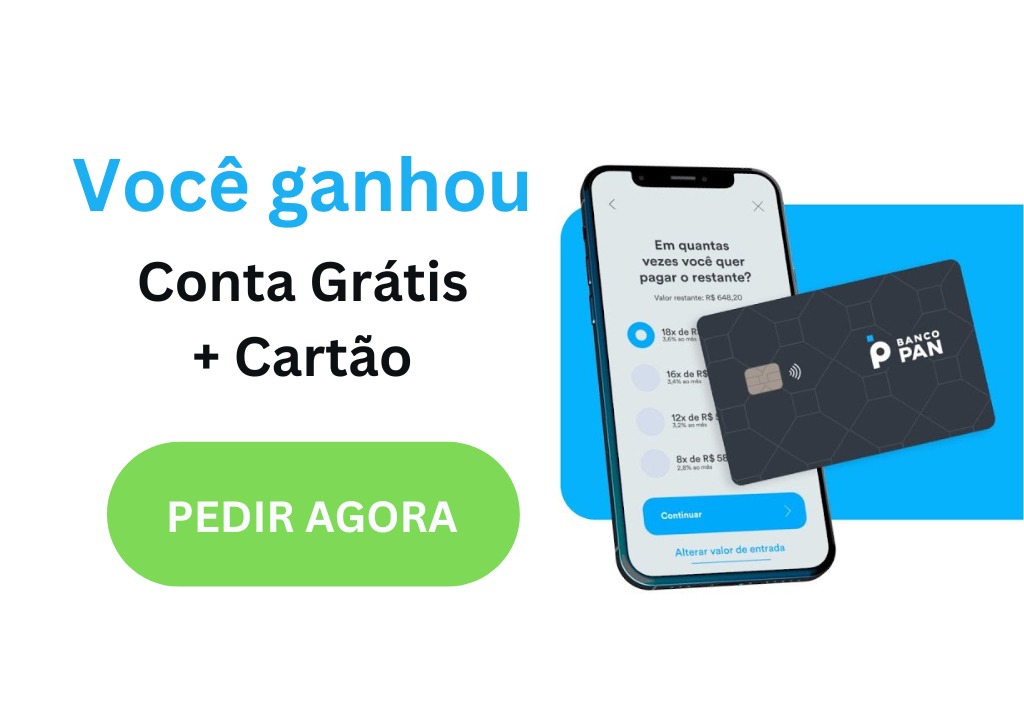 Você ganhou
Conta Grátis
+ Cartão
PEDIR AGORA
Em quantas
vezes você quer
pagar o restante?
Valor restante: R$ 648,20
18x de R$
3,6% ao mês
16x de R$
3,4% ao mês
12x de R$
3,2% ao mês
8x de R$ 58
2,8% ao mês
Continuar
Alterar valor de entrada
BANCO
PAN